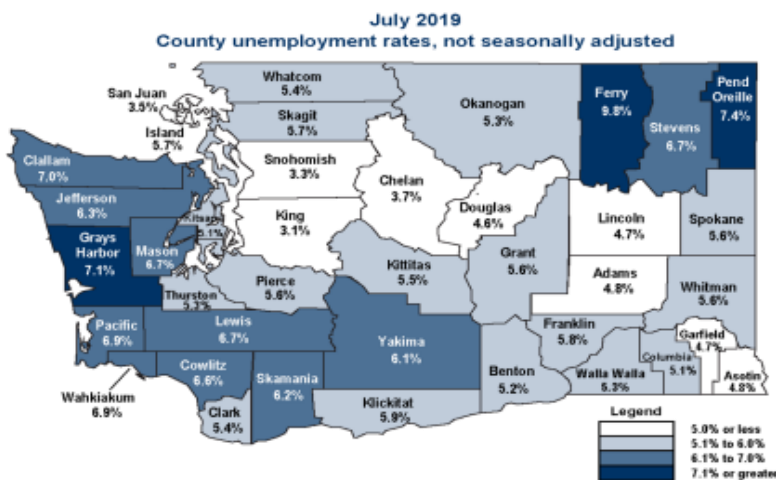 July 2019
County unemployment rates, not seasonally adjusted
Whatcom
5.4%
San Juan
3.5%
Skagit
5.7%
Island
5.7%
Okanogan
5.3%
Ferry
9.8%
Stevens
6.7%
Pend
Oreille
7.4%
Clallam
7.0%
Snohomish
3.3%
Chelan
3.7%
Jefferson
6.3%
Kitsap
5.1%
King
3.1%
Douglas
4.6%
Lincoln
4.7%
Spokane
5.6%
Grays
Harbor
7.1%
Mason
6.7%
Kittitas
5.5%
Grant
5.6%
Adams
4.8%
Whitman
5.6%
Thurston
Pierce
5.6%
Pacific
6.9%
Lewis
6.7%
Yakima
6.1%
Franklin
5.8%
Garfield
4.7%
Columbia
5.1%
Asotin
4.8%
Cowlitz
6.6%
Skamania
6.2%
Benton
5.2%
Walla Walla
5.3%
Wahkiakum
6.9%
Clark
5.4%
Klickitat
5.9%
Legend
5.0% or less
5.1% to 6.0%
6.1% to 7.0%
7.1% or greater